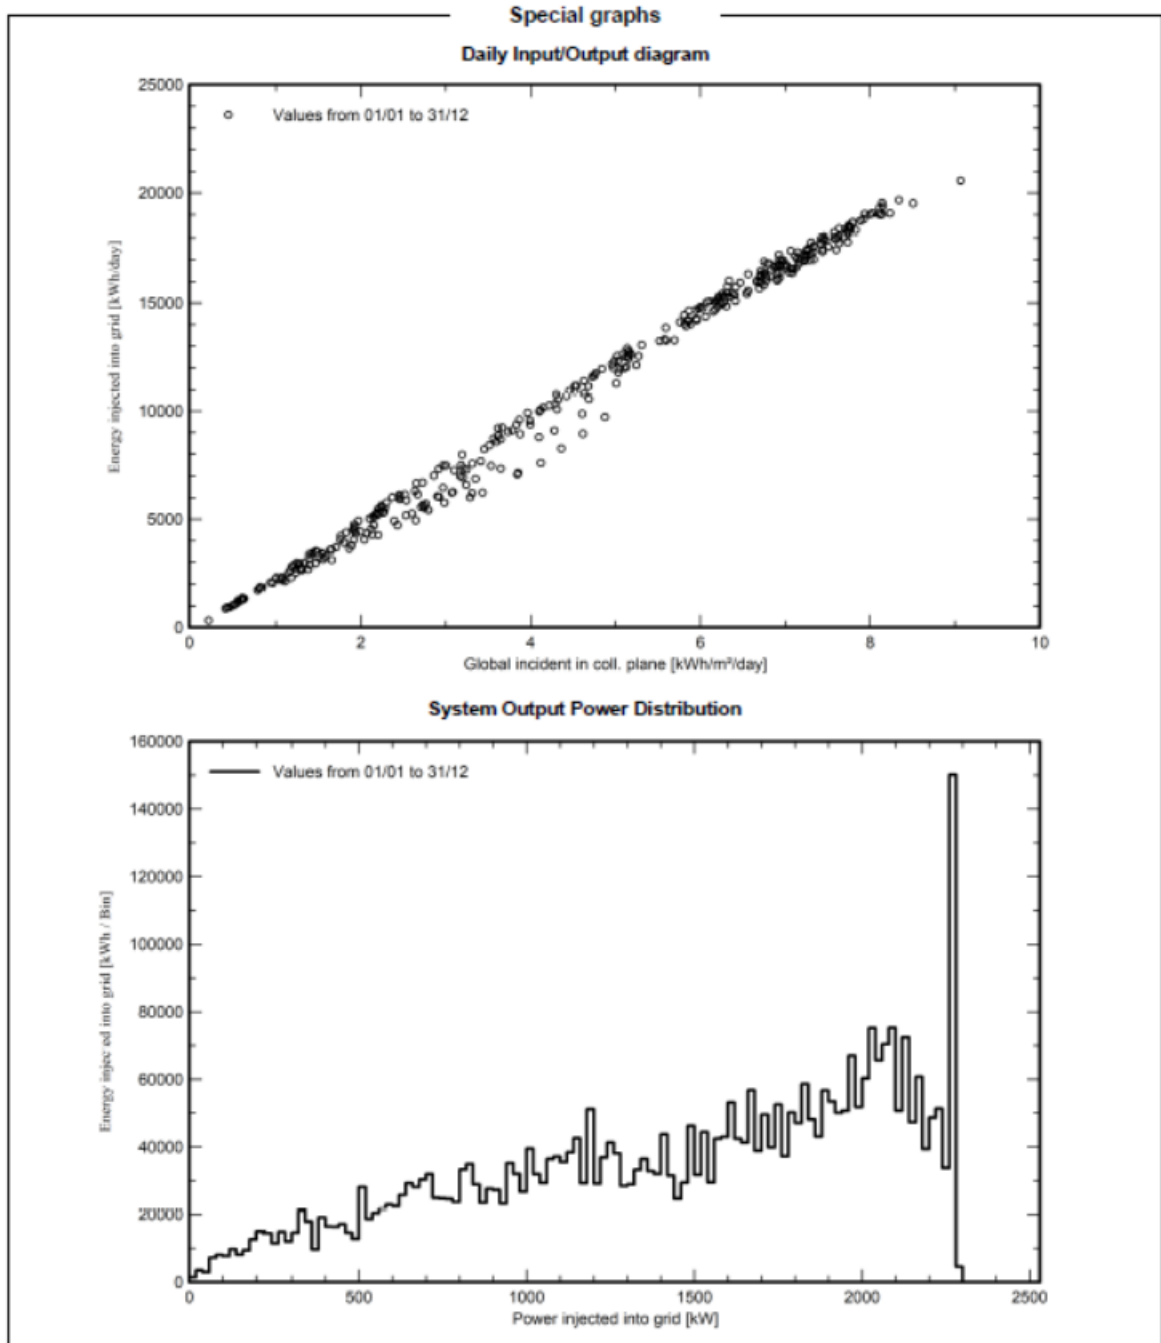 Special graphs
Daily Input/Output diagram
25000
Values from 01/01 to 31/12
20000
15000
10000
5000
0
Energy injected into grid [kWh/day]
0 2 4 6 8 10
Global incident in coll. plane [kWh/m²/day]
System Output Power Distribution
160000
Values from 01/01 to 31/12
140000
120000
100000
80000
60000
40000
20000
0
Energy injec ed into grid [kWh / Bin]
0 500 1000 1500 2000 2500
Power injected into grid [kW]